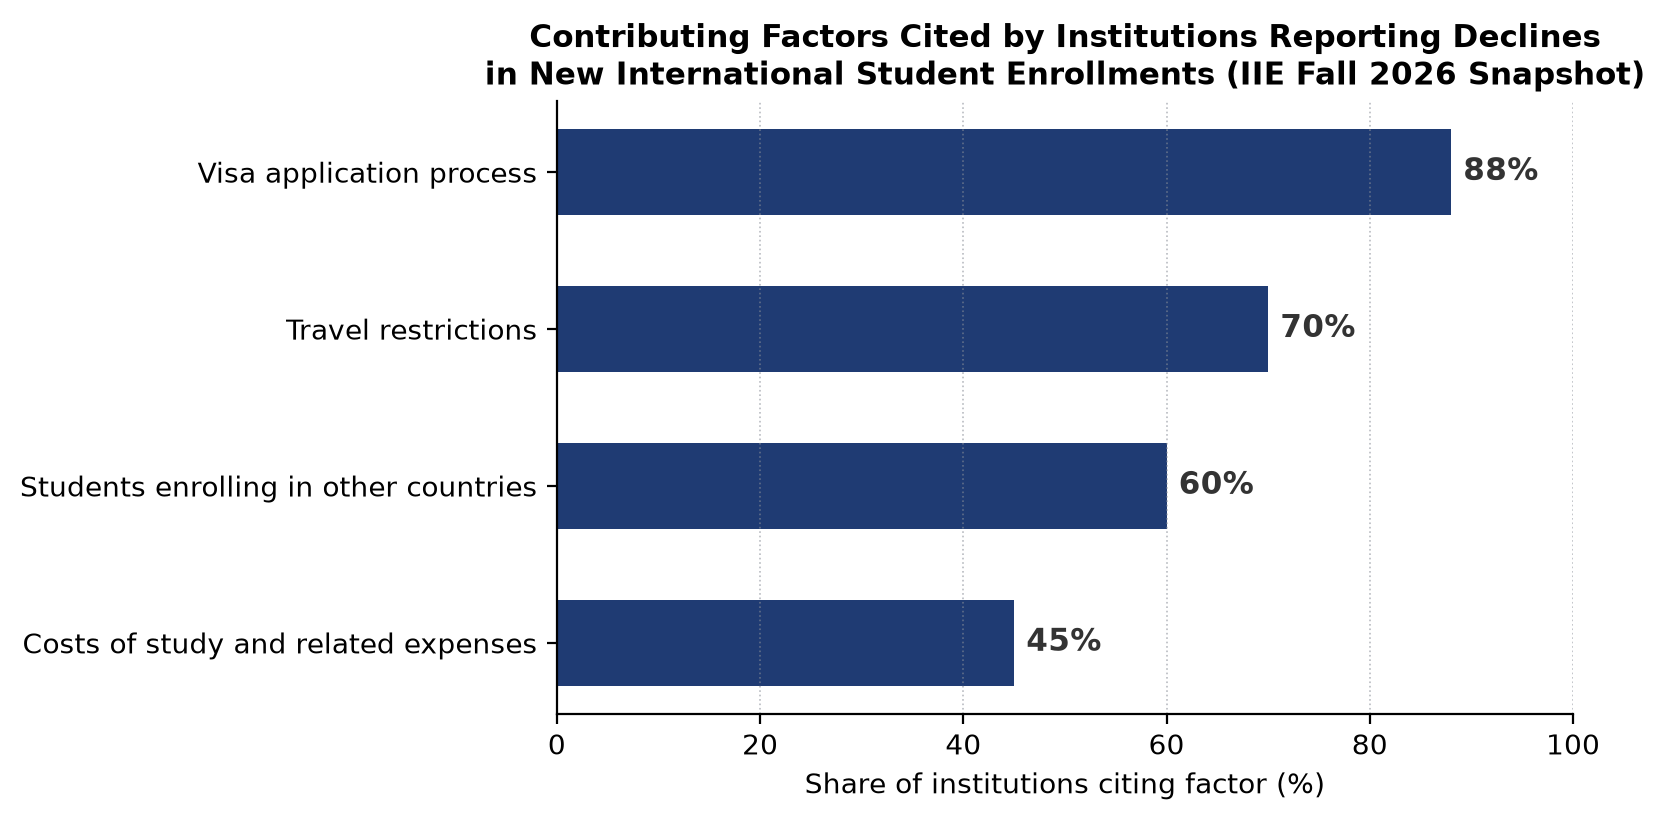 Contributing Factors Cited by Institutions Reporting Declines
in New International Student Enrollments (IIE Fall 2026 Snapshot)
Visa application process
88%
Travel restrictions
70%
Students enrolling in other countries
60%
Costs of study and related expenses
45%
0 20 40 60 80 100
Share of institutions citing factor (%)